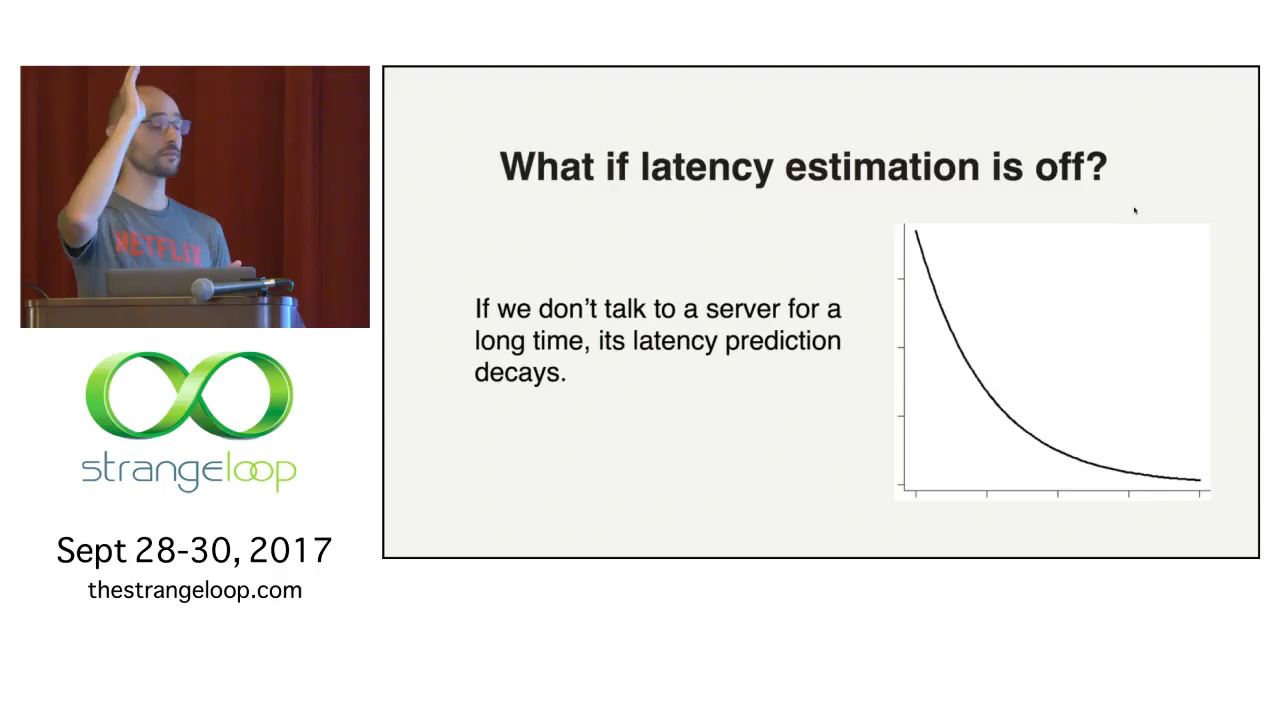 What if latency estimation is off?
NETFLIX
If we don't talk to a server for a
long time, its latency prediction
decays.
strangeloop
Sept 28-30, 2017
thestrangeloop.com